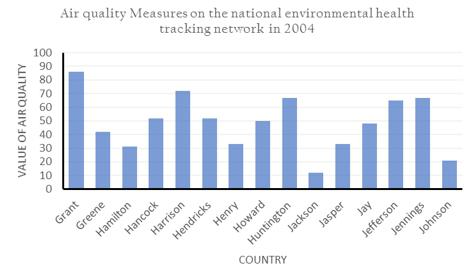 Air quality Measures on the national environmental health
tracking network in 2004
VALUE OF AIR QUALITY
100
90
80
70
60
50
40
30
20
10
0
Grant
Greene
Hamilton
Hancock
Harrison
Hendricks
Henry
Howard
Huntington
Jackson
Jasper
Jay
Jefferson
Jennings
Johnson
COUNTRY